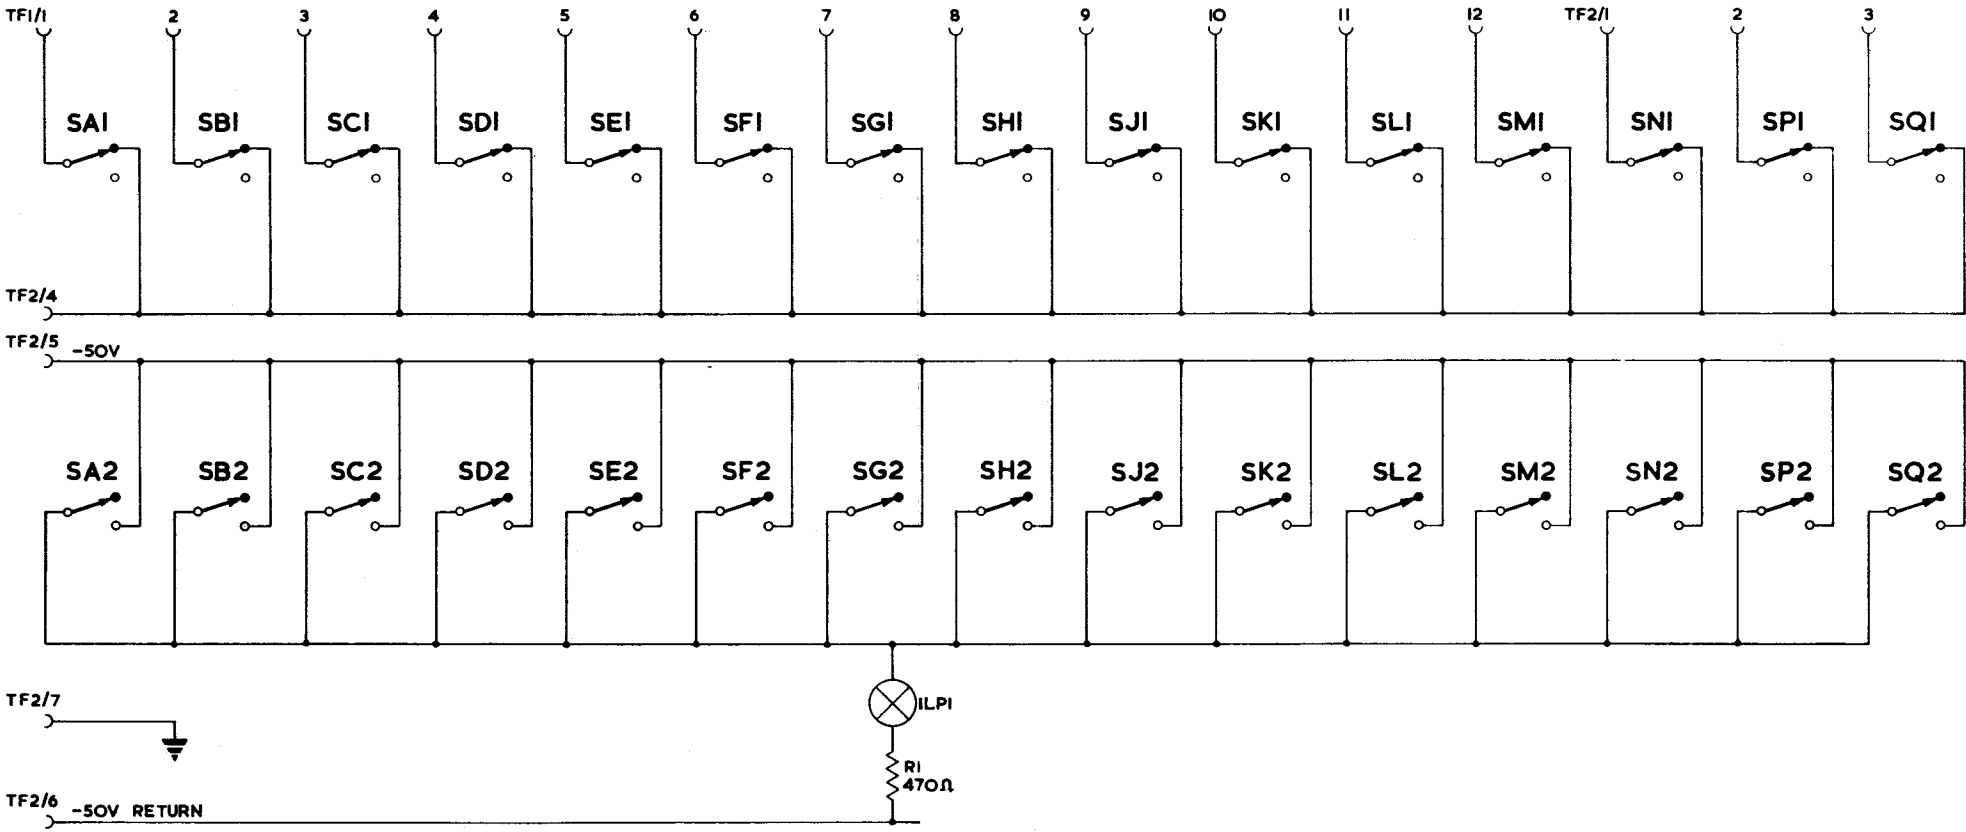 TF1/1 2 3 4 5 6 7 8 9 10 11 12 TF2/1 2 3
SA1 SB1 SC1 SD1 SE1 SF1 SG1 SH1 SJ1 SK1 SL1 SM1 SN1 SP1 SQ1
TF2/4
TF2/5 -50V
SA2 SB2 SC2 SD2 SE2 SF2 SG2 SH2 SJ2 SK2 SL2 SM2 SN2 SP2 SQ2
TF2/7
ILP1
R1
470Ω
TF2/6 -50V RETURN